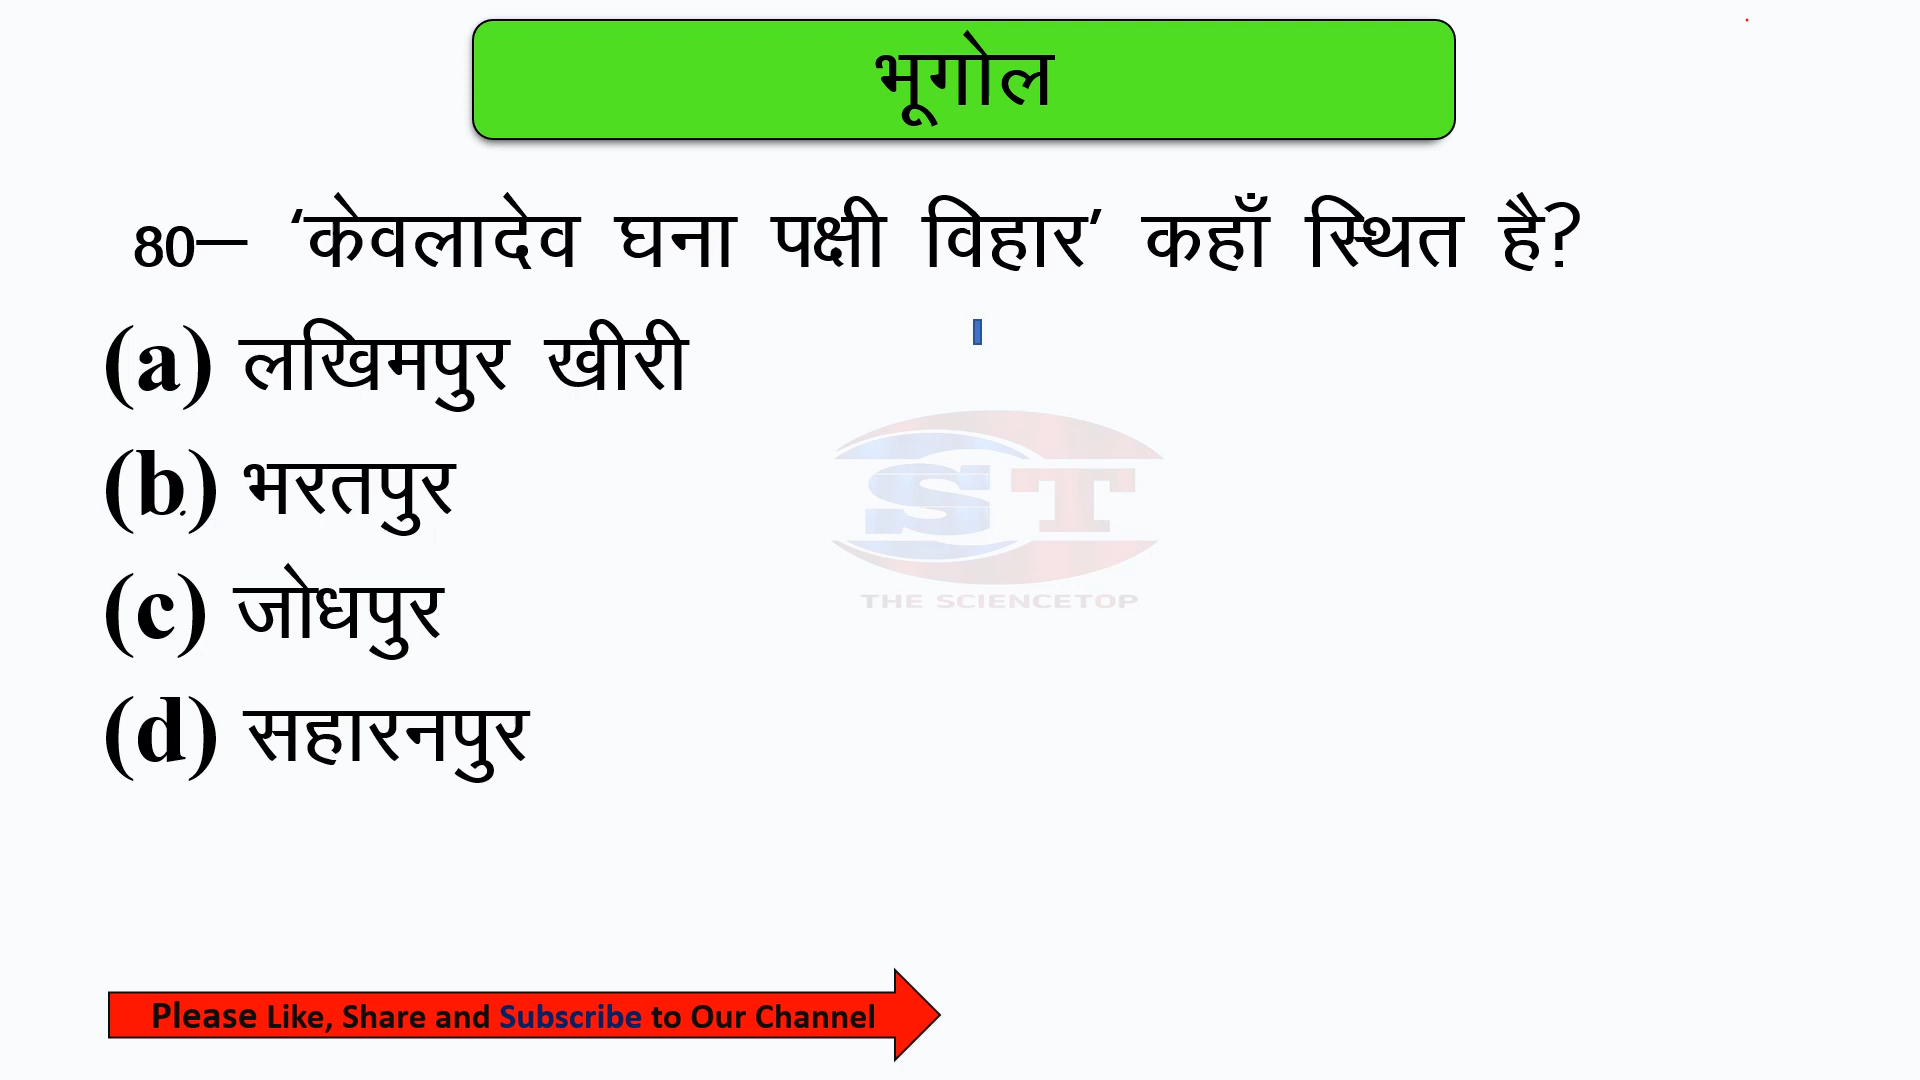 भूगोल
80— ‘केवलादेव घना पक्षी विहार’ कहाँ स्थित है?
(a) लखिमपुर खीरी
(b) भरतपुर
ST
THE SCIENCETOP
(c) जोधपुर
(d) सहारनपुर
Please Like, Share and Subscribe to Our Channel